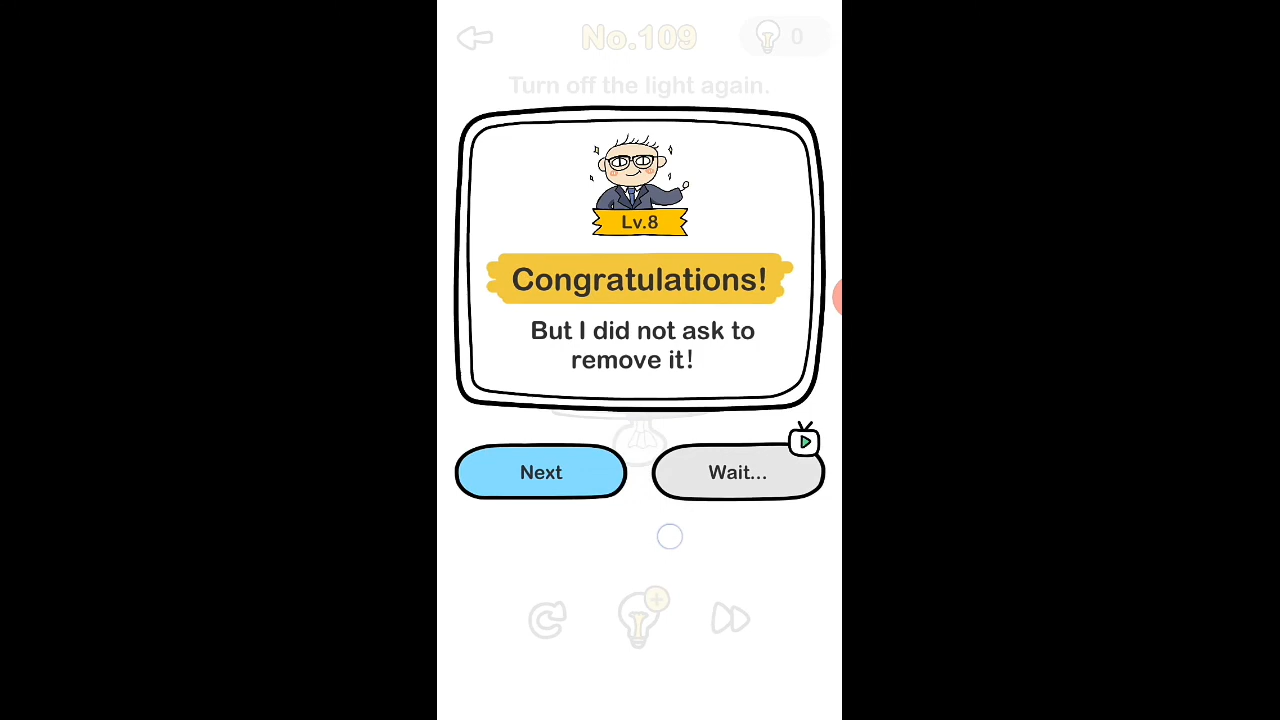 No.109
0
Turn off the light again.
Lv.8
Congratulations!
But I did not ask to
remove it!
Next
Wait...